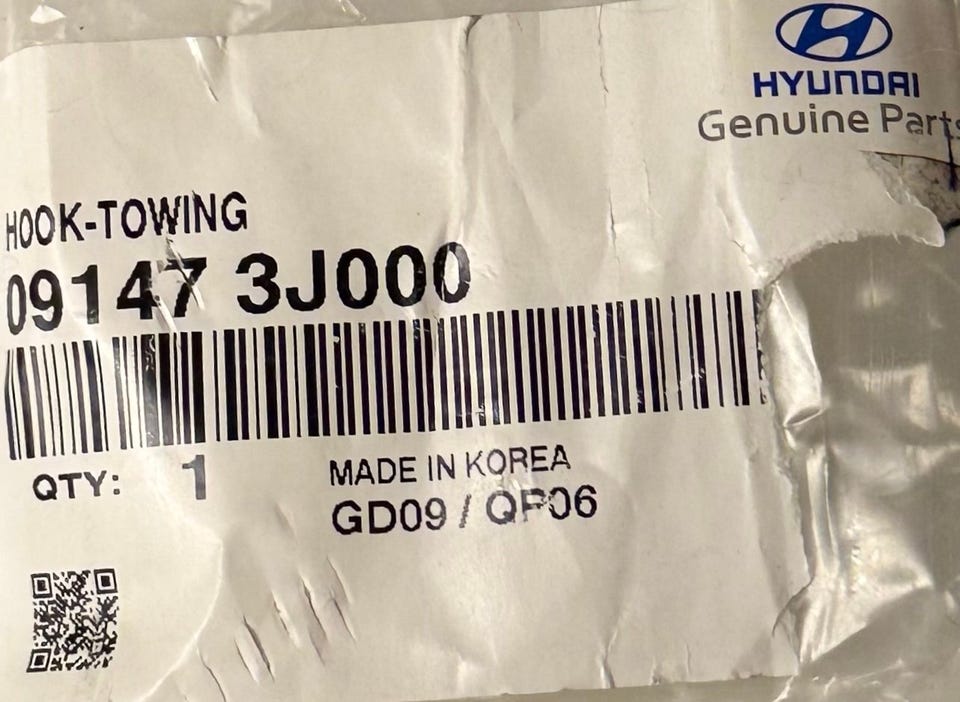 HYUNDAI
Genuine Parts
HOOK-TOWING
09147 3J000
QTY: 1
MADE IN KOREA
GD09 / QP06